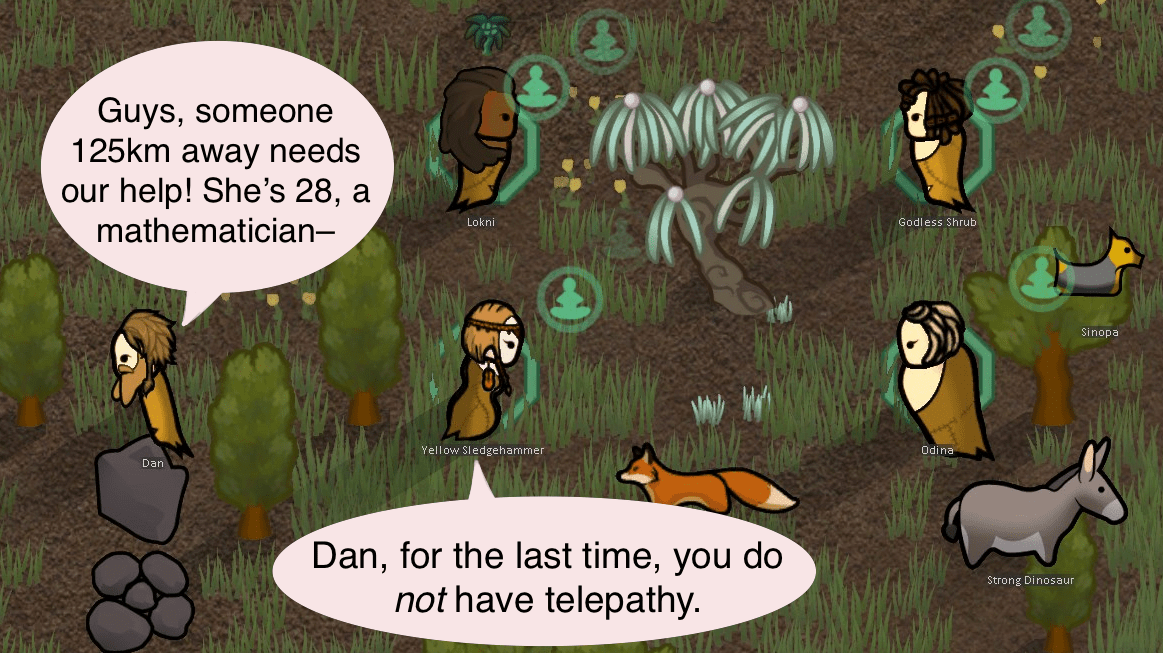 Guys, someone
125km away needs
our help! She’s 28, a
mathematician–
Lokni
Godless Shrub
Sinopa
Dan
Yellow Sledgehammer
Odina
Dan, for the last time, you do
not have telepathy.
Strong Dinosaur